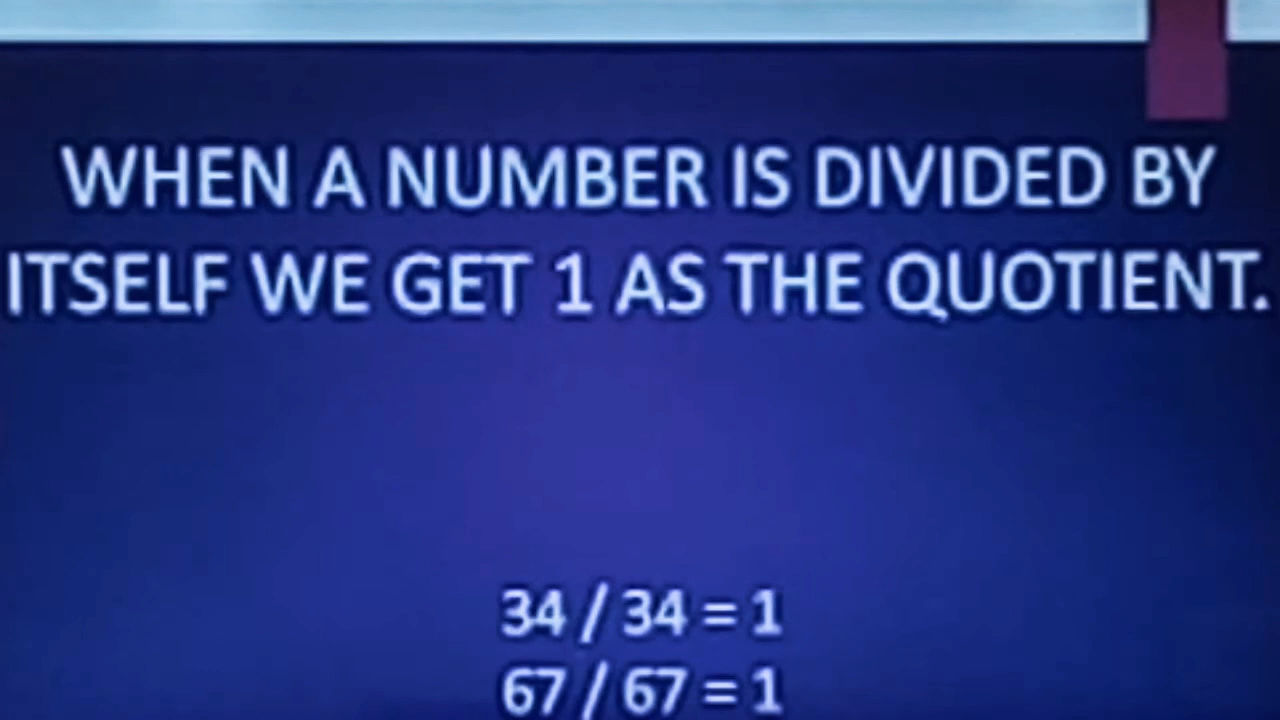 WHEN A NUMBER IS DIVIDED BY
ITSELF WE GET 1 AS THE QUOTIENT.
34 / 34 = 1
67 / 67 = 1